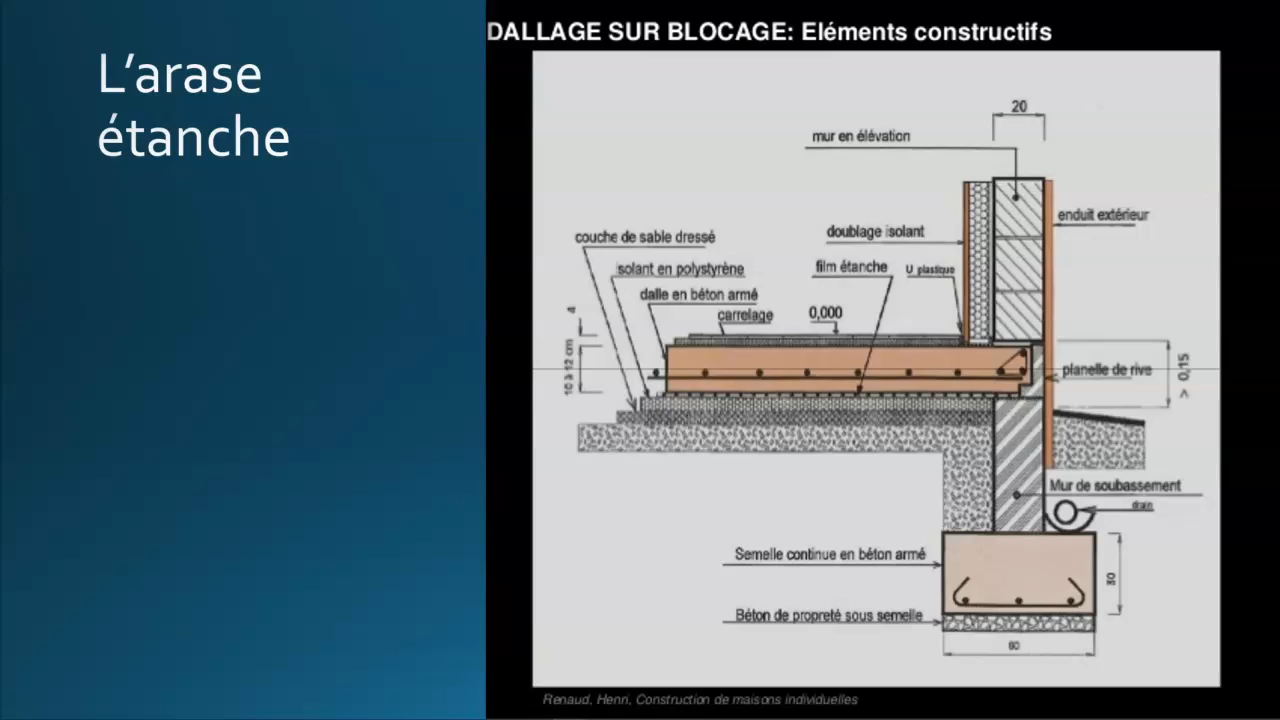 L’arase
étanche
DALLAGE SUR BLOCAGE: Eléments constructifs
20
mur en élévation
enduit extérieur
couche de sable dressé
doublage isolant
solant en polystyrène
film étanche
U plastique
dalle en béton armé
carrelage
0,000
4
10 à 12 cm
planelle de rive
> 0,15
Mur de soubassement
drain
Semelle continue en béton armé
30
Béton de propreté sous semelle
60
Renaud, Henri, Construction de maisons individuelles